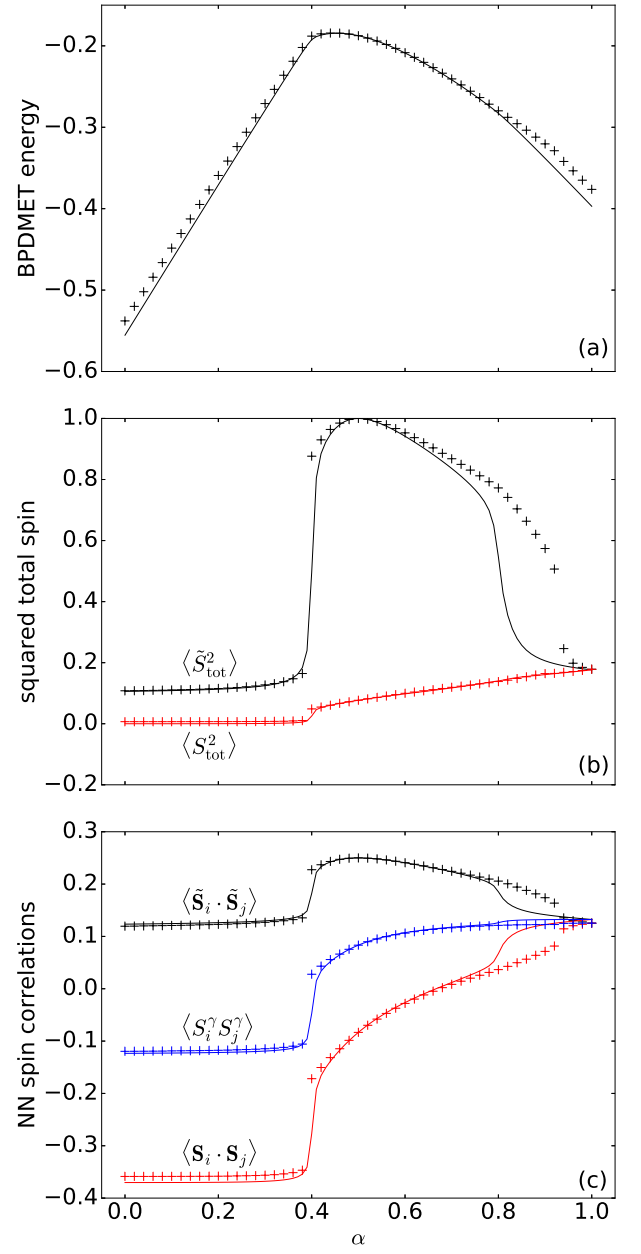 −0.2
−0.3
−0.4
−0.5
−0.6
BPDMET energy
(a)
1.0
0.8
0.6
0.4
0.2
0.0
−0.2
squared total spin
⟨S̃²_tot⟩
⟨S²_tot⟩
(b)
0.3
0.2
0.1
0.0
−0.1
−0.2
−0.3
−0.4
NN spin correlations
⟨S̃_i · S̃_j⟩
⟨S_i^γ S_j^γ⟩
⟨S_i · S_j⟩
(c)
0.0 0.2 0.4 0.6 0.8 1.0
α